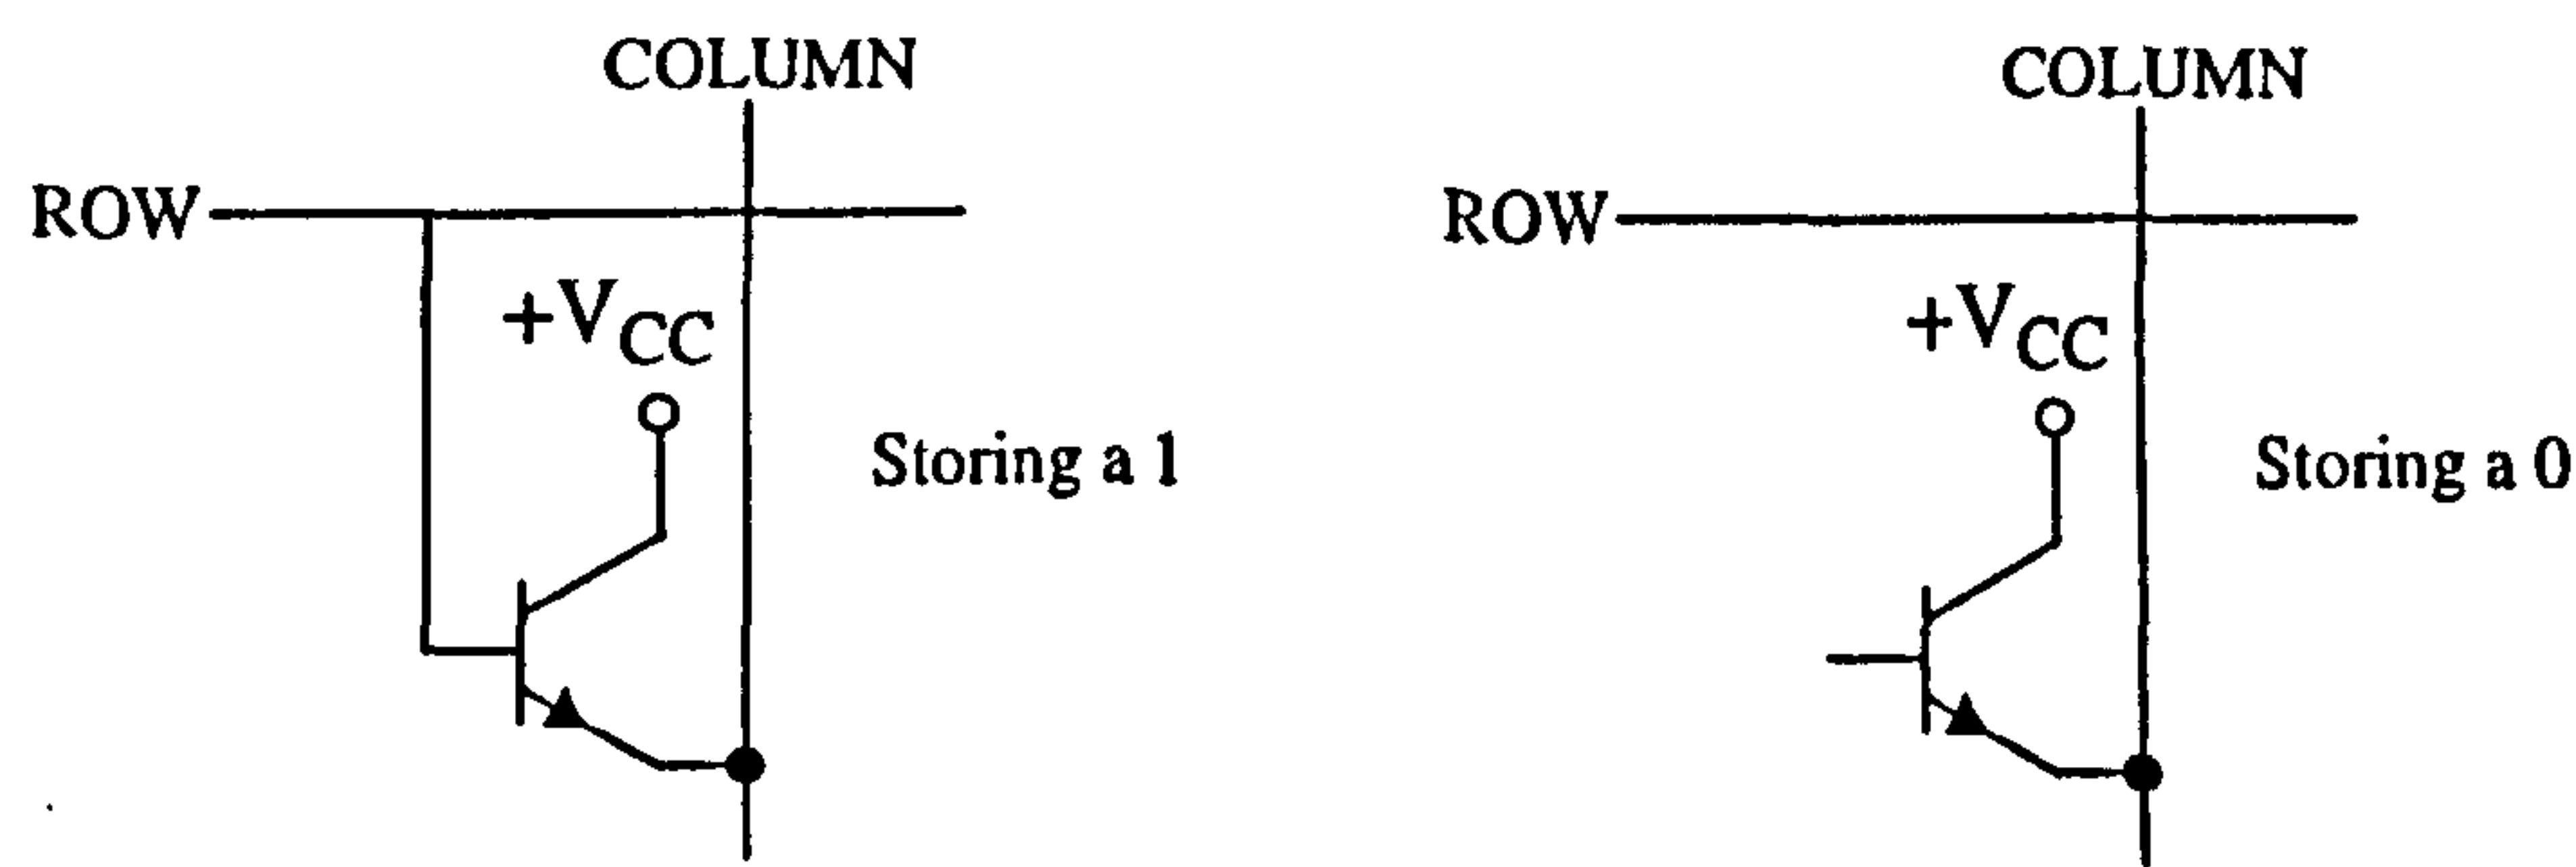 COLUMN
ROW
+VCC
Storing a 1
COLUMN
ROW
+VCC
Storing a 0